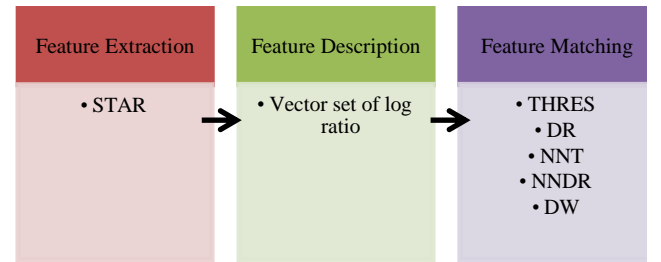 Feature Extraction
• STAR
Feature Description
• Vector set of log
ratio
Feature Matching
• THRES
• DR
• NNT
• NNDR
• DW